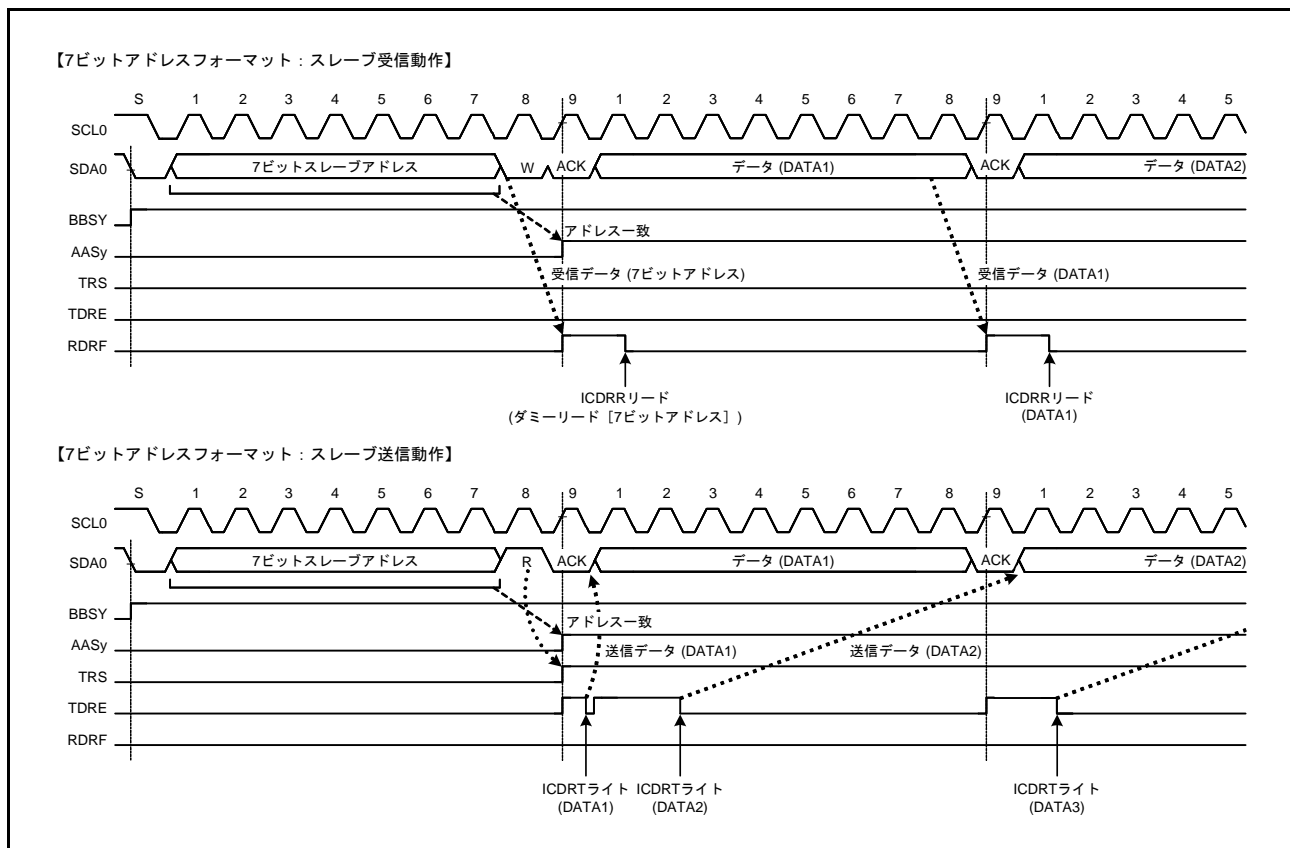 【7ビットアドレスフォーマット：スレーブ受信動作】
S 1 2 3 4 5 6 7 8 9 1 2 3 4 5 6 7 8 9 1 2 3 4 5
SCL0
SDA0 7ビットスレーブアドレス W ACK データ (DATA1) ACK データ (DATA2)
BBSY
アドレス一致
AASy
受信データ (7ビットアドレス) 受信データ (DATA1)
TRS
TDRE
RDRF
ICDRRリード ICDRRリード
(ダミーリード［7ビットアドレス］) (DATA1)
【7ビットアドレスフォーマット：スレーブ送信動作】
S 1 2 3 4 5 6 7 8 9 1 2 3 4 5 6 7 8 9 1 2 3 4 5
SCL0
SDA0 7ビットスレーブアドレス R ACK データ (DATA1) ACK データ (DATA2)
BBSY
アドレス一致
AASy
送信データ (DATA1) 送信データ (DATA2)
TRS
TDRE
RDRF
ICDRTライト ICDRTライト ICDRTライト
(DATA1) (DATA2) (DATA3)